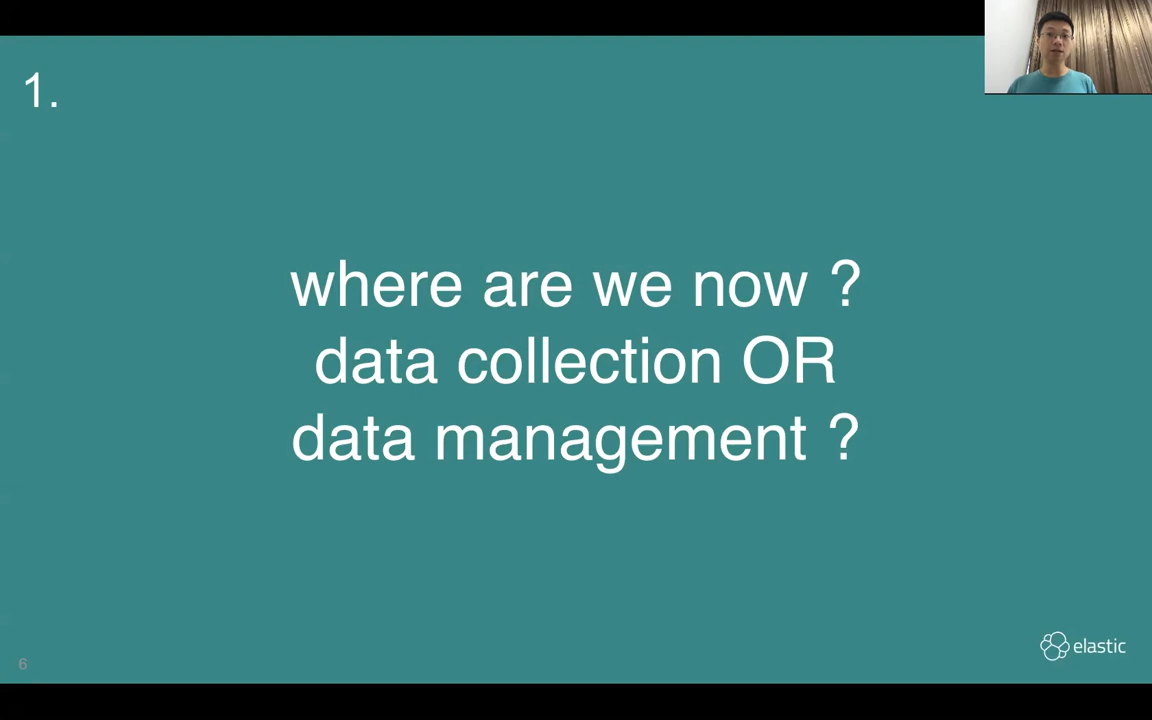 1.
where are we now ?
data collection OR
data management ?
elastic
6